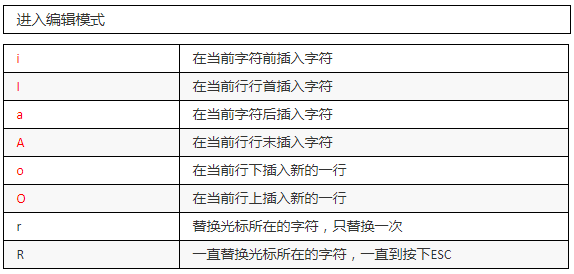 进入编辑模式
i 在当前字符前插入字符
I 在当前行行首插入字符
a 在当前字符后插入字符
A 在当前行行末插入字符
o 在当前行下插入新的一行
O 在当前行上插入新的一行
r 替换光标所在的字符，只替换一次
R 一直替换光标所在的字符，一直到按下ESC